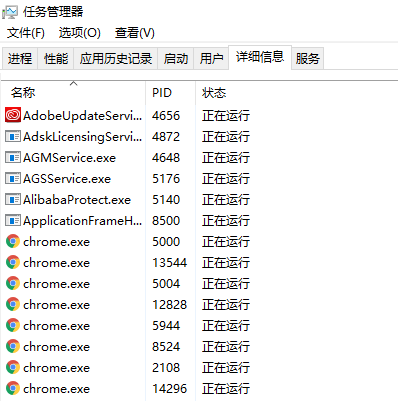 任务管理器
文件(F) 选项(O) 查看(V)
进程 性能 应用历史记录 启动 用户 详细信息 服务
名称 PID 状态
AdobeUpdateServi... 4656 正在运行
AdskLicensingServi... 4872 正在运行
AGMService.exe 4648 正在运行
AGSService.exe 5176 正在运行
AlibabaProtect.exe 5140 正在运行
ApplicationFrameH... 8500 正在运行
chrome.exe 5000 正在运行
chrome.exe 13544 正在运行
chrome.exe 5004 正在运行
chrome.exe 12828 正在运行
chrome.exe 5944 正在运行
chrome.exe 8524 正在运行
chrome.exe 2108 正在运行
chrome.exe 14296 正在运行